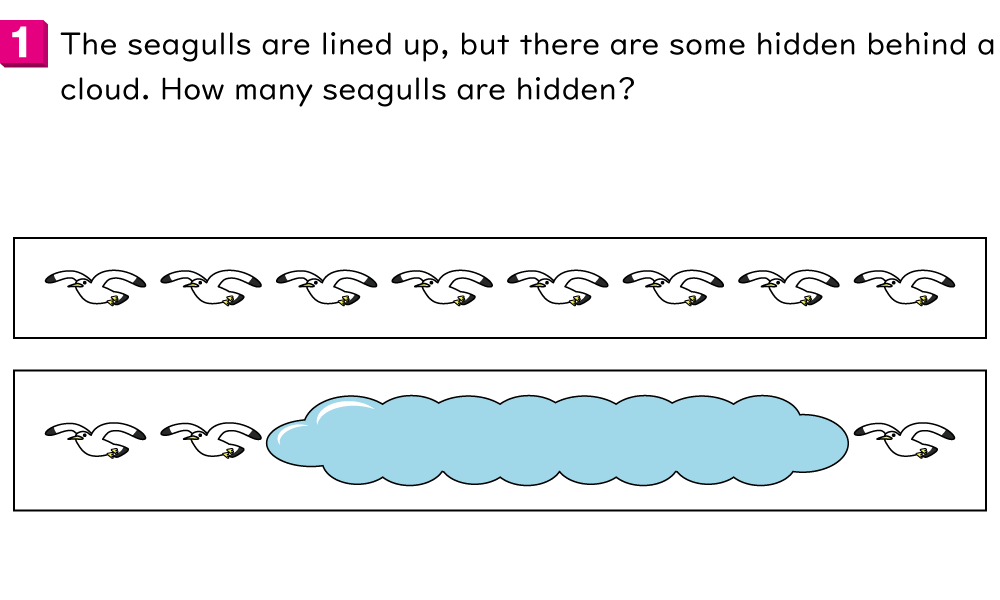 1 The seagulls are lined up, but there are some hidden behind a
cloud. How many seagulls are hidden?